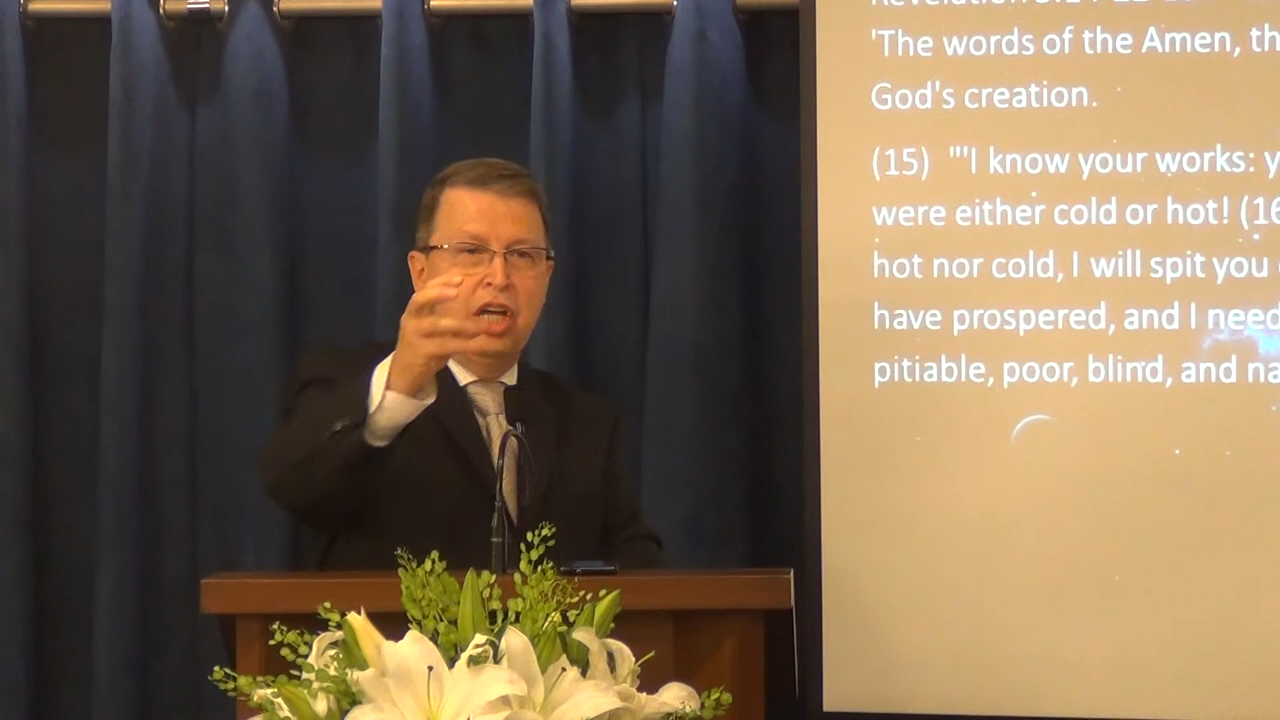 'The words of the Amen, th
God's creation.
(15) "'I know your works: y
were either cold or hot! (16
hot nor cold, I will spit you
have prospered, and I need
pitiable, poor, blind, and na